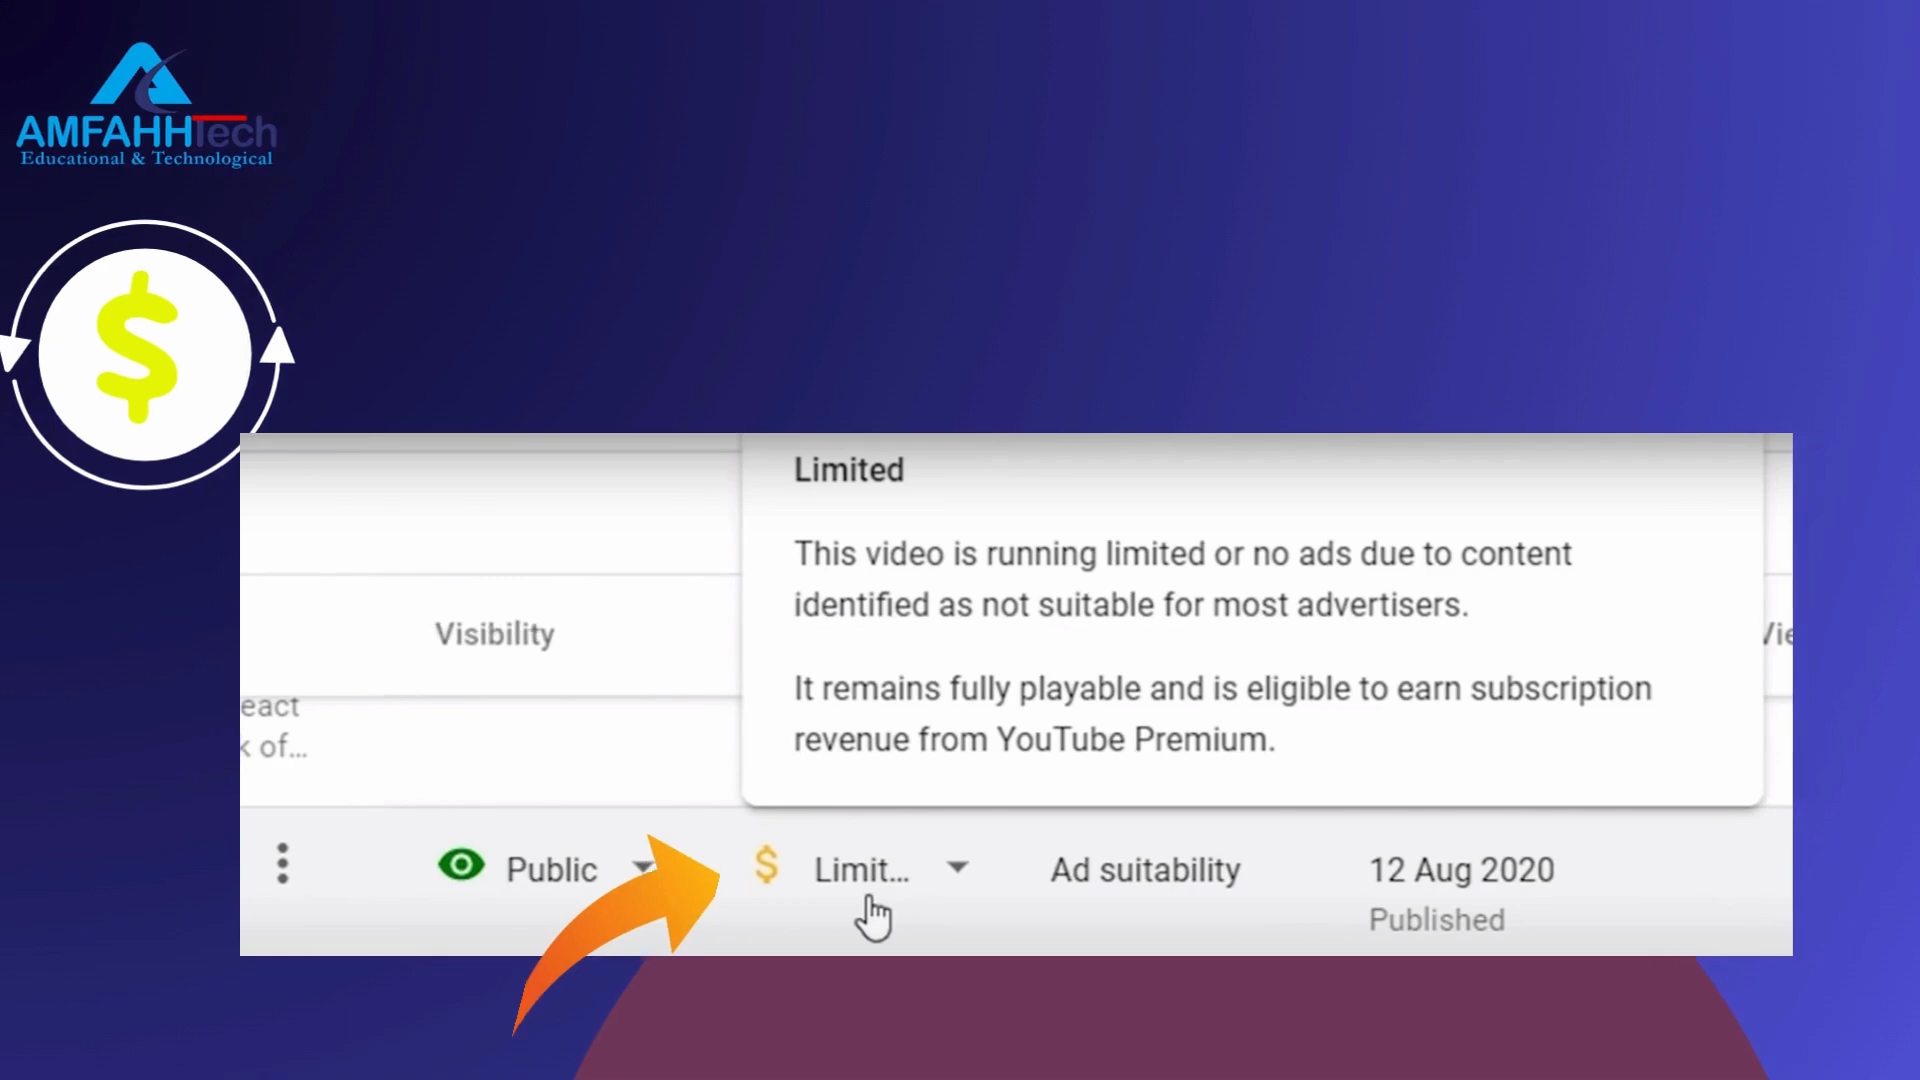 AMFAHHTech
Educational & Technological
$
Limited
This video is running limited or no ads due to content
identified as not suitable for most advertisers.
It remains fully playable and is eligible to earn subscription
revenue from YouTube Premium.
Visibility
Vie
eact
k of...
Public
$ Limit...
Ad suitability
12 Aug 2020
Published